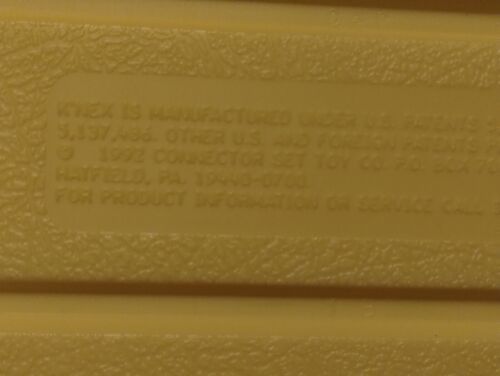 K'NEX IS MANUFACTURED UNDER U.S. PATENTS
5,137,486. OTHER U.S. AND FOREIGN PATENTS
© 1992 CONNECTOR SET TOY CO. P.O. BOX
HATFIELD, PA. 19440-0700.
FOR PRODUCT INFORMATION OR SERVICE CALL